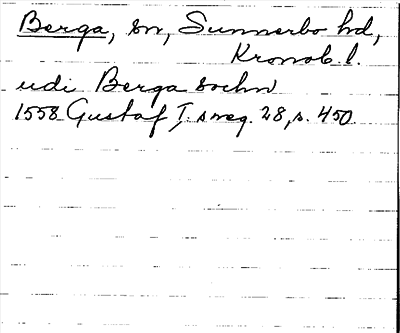 Berga, sn, Sunnerbo hd,
Kronob. l.
udi Berga sochn
1558 Gustaf I:s reg. 28, s. 450